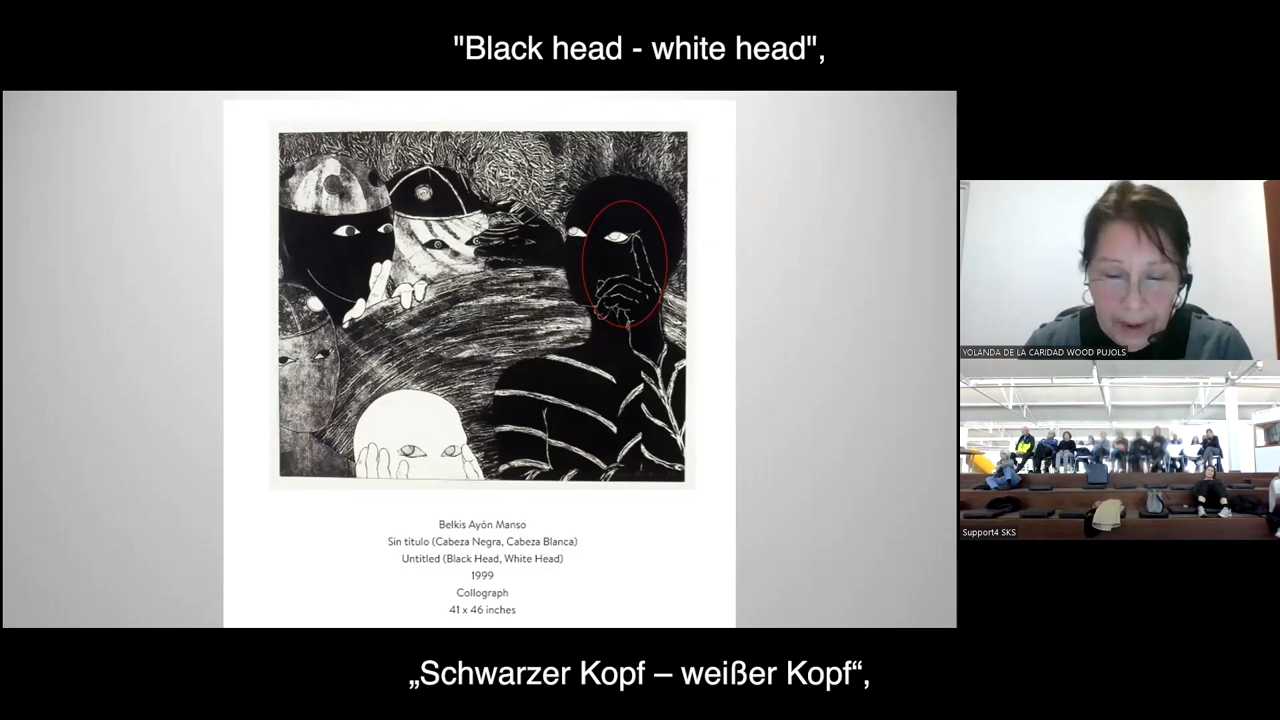 "Black head - white head",
Belkis Ayón Manso
Sin titulo (Cabeza Negra, Cabeza Blanca)
Untitled (Black Head, White Head)
1999
Collograph
41 x 46 inches
YOLANDA DE LA CARIDAD WOOD PUJOLS
Support4 SKS
„Schwarzer Kopf – weißer Kopf“,